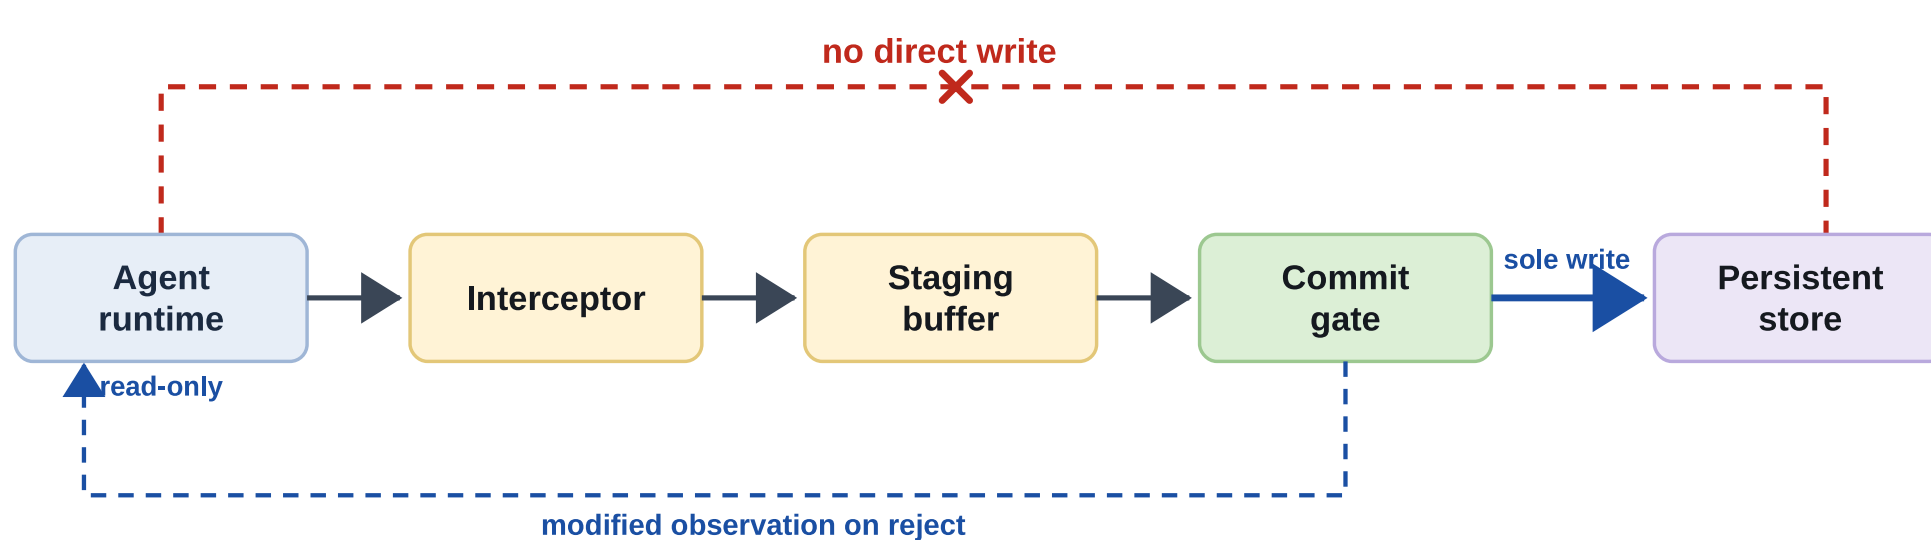 no direct write
Agent
runtime
Interceptor
Staging
buffer
Commit
gate
sole write
Persistent
store
read-only
modified observation on reject